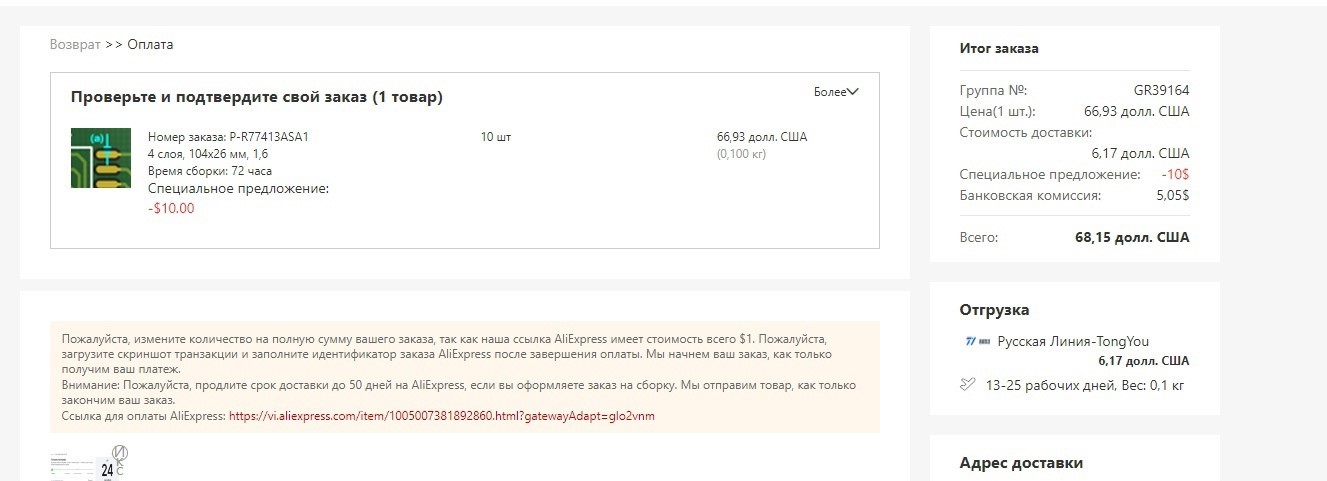 Возврат >> Оплата
Проверьте и подтвердите свой заказ (1 товар)
Более
Номер заказа: P-R77413ASA1
10 шт
66,93 долл. США
4 слоя, 104x26 мм, 1,6
(0,100 кг)
Время сборки: 72 часа
Специальное предложение:
-$10.00
Пожалуйста, измените количество на полную сумму вашего заказа, так как наша ссылка AliExpress имеет стоимость всего $1. Пожалуйста,
загрузите скриншот транзакции и заполните идентификатор заказа AliExpress после завершения оплаты. Мы начнем ваш заказ, как только
получим ваш платеж.
Внимание: Пожалуйста, продлите срок доставки до 50 дней на AliExpress, если вы оформляете заказ на сборку. Мы отправим товар, как только
закончим ваш заказ.
Ссылка для оплаты AliExpress: https://vi.aliexpress.com/item/1005007381892860.html?gatewayAdapt=glo2vnm
24
икс
Итог заказа
Группа №: GR39164
Цена(1 шт.): 66,93 долл. США
Стоимость доставки:
6,17 долл. США
Специальное предложение: -10$
Банковская комиссия: 5,05$
Всего: 68,15 долл. США
Отгрузка
Русская Линия-TongYou
6,17 долл. США
13-25 рабочих дней, Вес: 0,1 кг
Адрес доставки